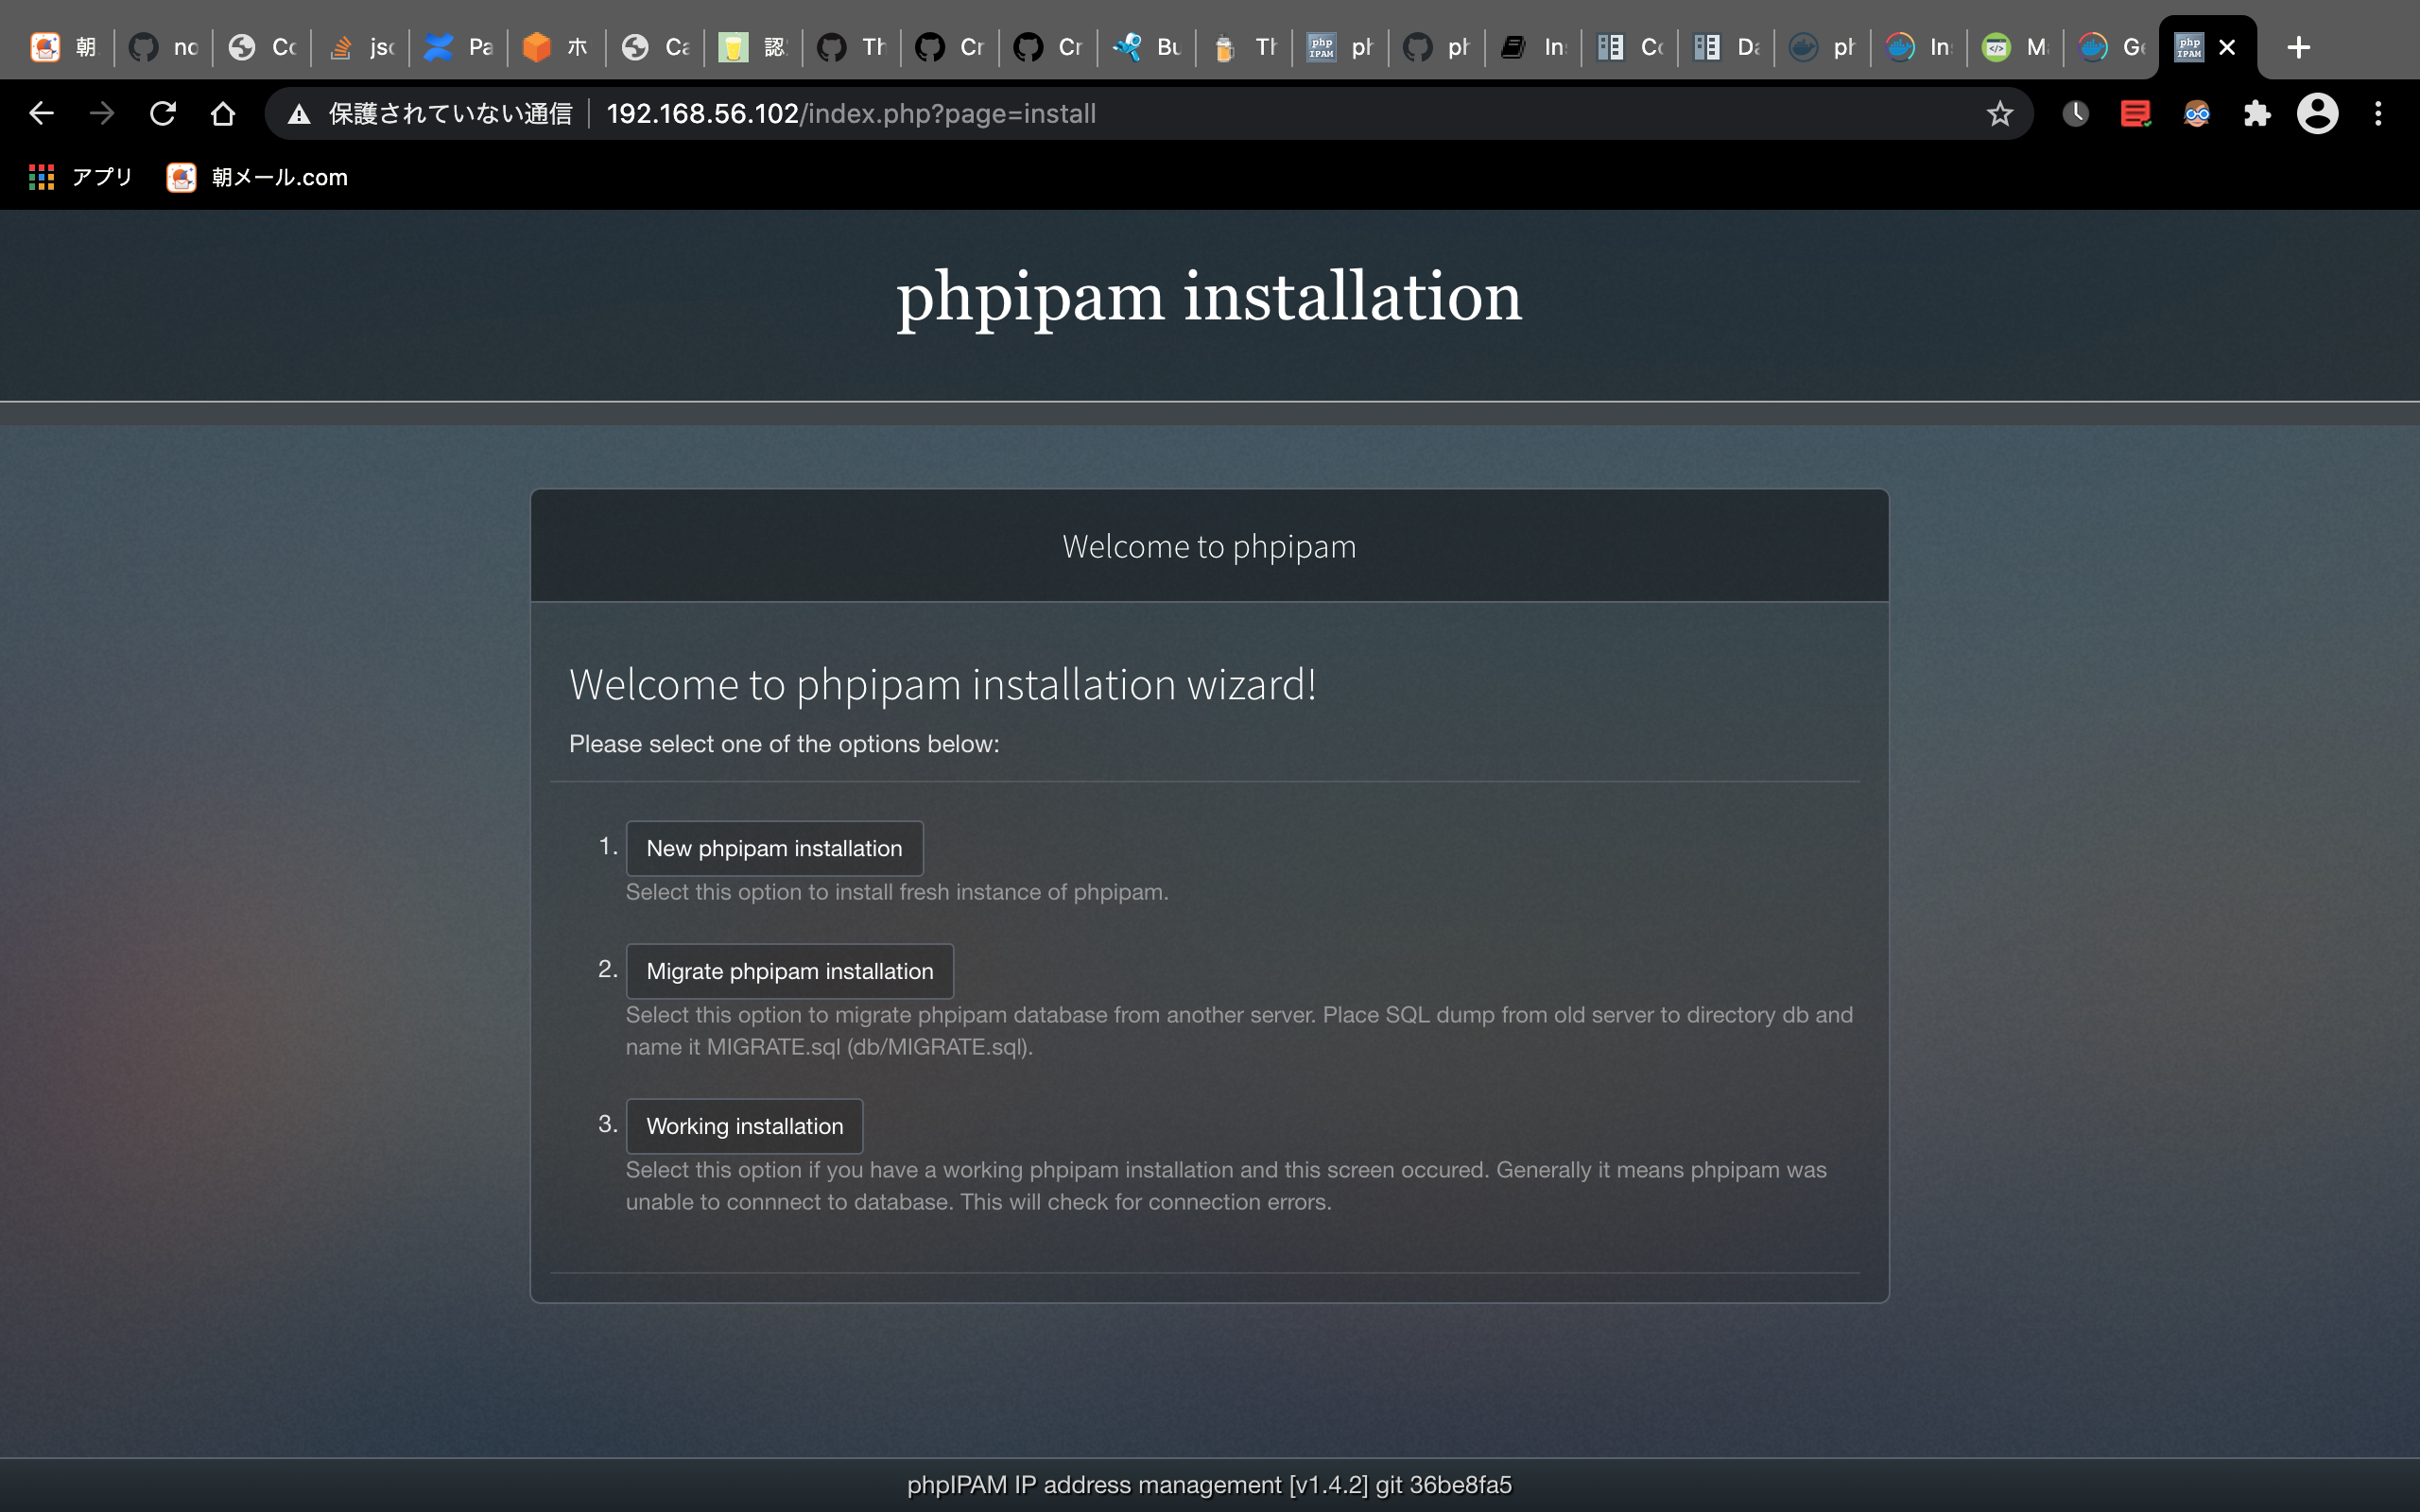 朝 no Co jso Pa ホ Ca 認 Th Cr Cr Bu Th ph ph In Co Da ph In M Ge
保護されていない通信 192.168.56.102/index.php?page=install
アプリ 朝メール.com
phpipam installation
Welcome to phpipam
Welcome to phpipam installation wizard!
Please select one of the options below:
1. New phpipam installation
Select this option to install fresh instance of phpipam.
2. Migrate phpipam installation
Select this option to migrate phpipam database from another server. Place SQL dump from old server to directory db and
name it MIGRATE.sql (db/MIGRATE.sql).
3. Working installation
Select this option if you have a working phpipam installation and this screen occured. Generally it means phpipam was
unable to connnect to database. This will check for connection errors.
phpIPAM IP address management [v1.4.2] git 36be8fa5